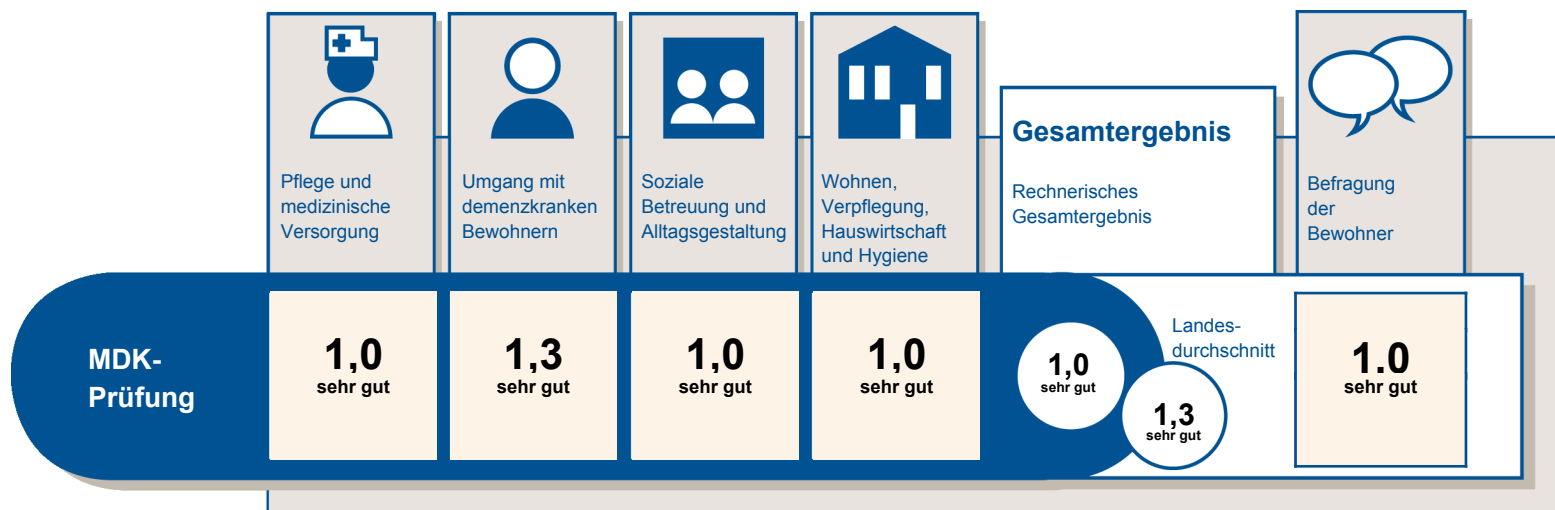 Pflege und
medizinische
Versorgung
Umgang mit
demenzkranken
Bewohnern
Soziale
Betreuung und
Alltagsgestaltung
Wohnen,
Verpflegung,
Hauswirtschaft
und Hygiene
Gesamtergebnis
Rechnerisches
Gesamtergebnis
Befragung
der
Bewohner
MDK-
Prüfung
1,0
sehr gut
1,3
sehr gut
1,0
sehr gut
1,0
sehr gut
1,0
sehr gut
Landes-
durchschnitt
1,3
sehr gut
1.0
sehr gut